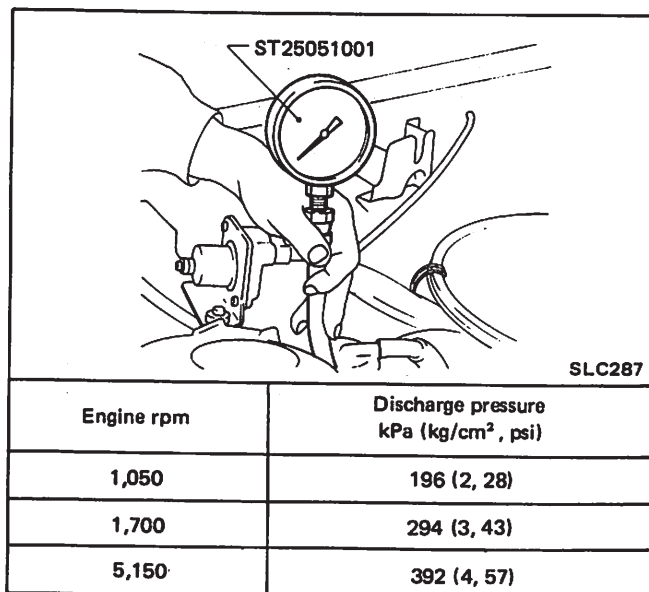 ST25051001
SLC287
Engine rpm
Discharge pressure
kPa (kg/cm², psi)
1,050
196 (2, 28)
1,700
294 (3, 43)
5,150
392 (4, 57)